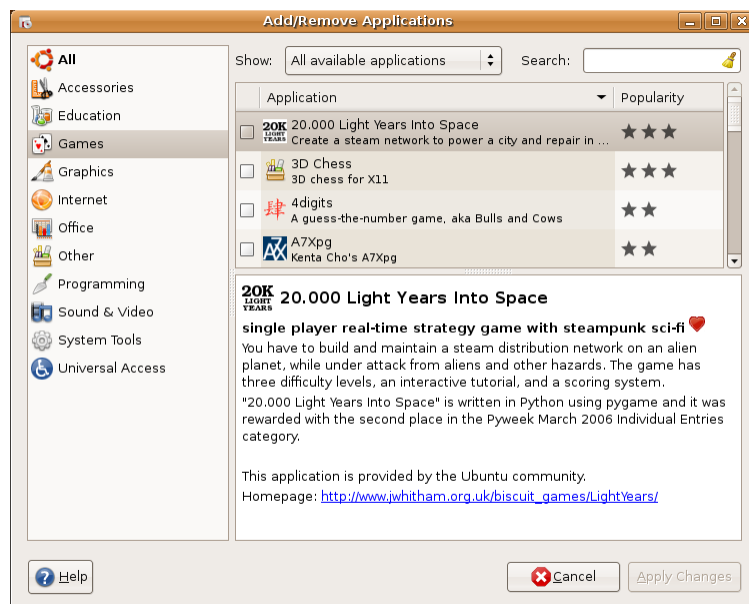 Add/Remove Applications
All
Accessories
Education
Games
Graphics
Internet
Office
Other
Programming
Sound & Video
System Tools
Universal Access
Show: All available applications Search:
Application Popularity
20K LIGHT YEARS
20.000 Light Years Into Space
Create a steam network to power a city and repair in ...
3D Chess
3D chess for X11
肆
4digits
A guess-the-number game, aka Bulls and Cows
A7X
A7Xpg
Kenta Cho's A7Xpg
20K LIGHT YEARS
20.000 Light Years Into Space
single player real-time strategy game with steampunk sci-fi
You have to build and maintain a steam distribution network on an alien
planet, while under attack from aliens and other hazards. The game has
three difficulty levels, an interactive tutorial, and a scoring system.
"20.000 Light Years Into Space" is written in Python using pygame and it was
rewarded with the second place in the Pyweek March 2006 Individual Entries
category.
This application is provided by the Ubuntu community.
Homepage: http://www.jwhitham.org.uk/biscuit_games/LightYears/
Help
Cancel
Apply Changes